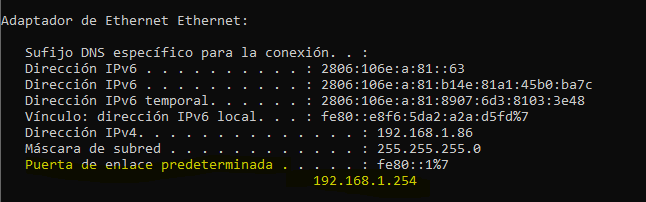 Adaptador de Ethernet Ethernet:
Sufijo DNS específico para la conexión. . :
Dirección IPv6 . . . . . . . . . . : 2806:106e:a:81::63
Dirección IPv6 . . . . . . . . . . : 2806:106e:a:81:b14e:81a1:45b0:ba7c
Dirección IPv6 temporal. . . . . . : 2806:106e:a:81:8907:6d3:8103:3e48
Vínculo: dirección IPv6 local. . . : fe80::e8f6:5da2:a2a:d5fd%7
Dirección IPv4. . . . . . . . . . . . . . : 192.168.1.86
Máscara de subred . . . . . . . . . . . . : 255.255.255.0
Puerta de enlace predeterminada . . . . . : fe80::1%7
192.168.1.254